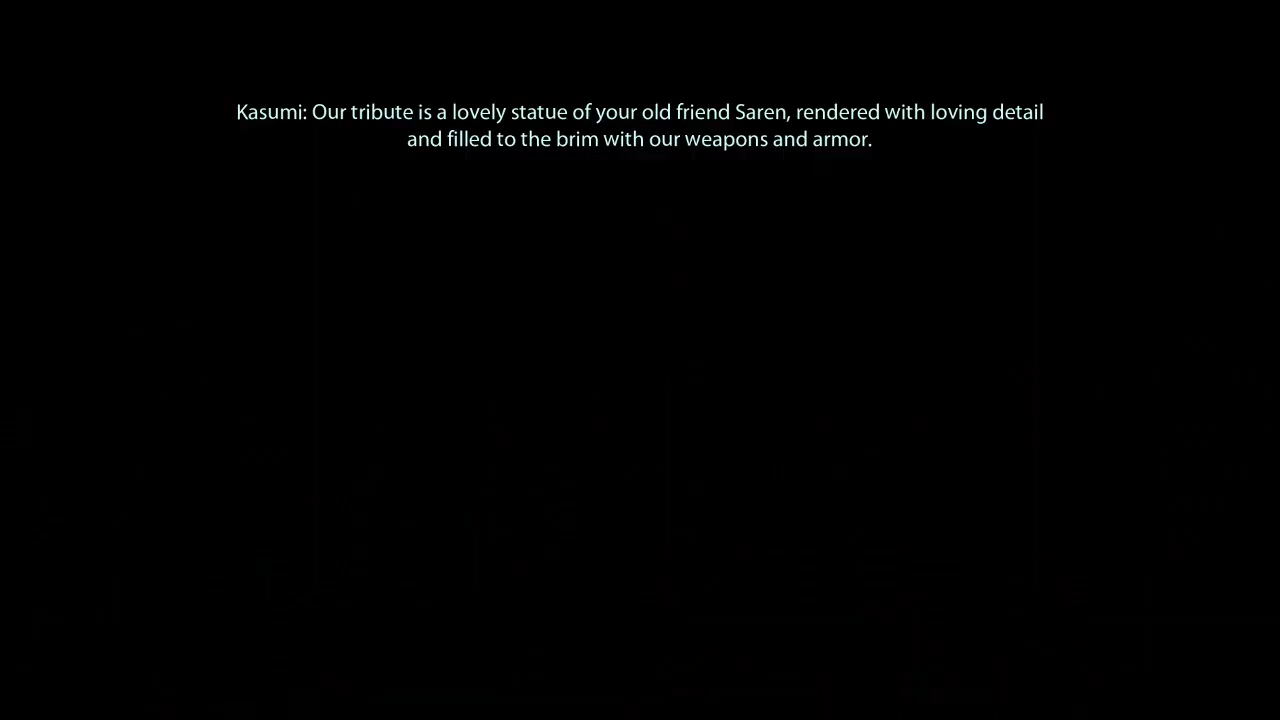 Kasumi: Our tribute is a lovely statue of your old friend Saren, rendered with loving detail
and filled to the brim with our weapons and armor.